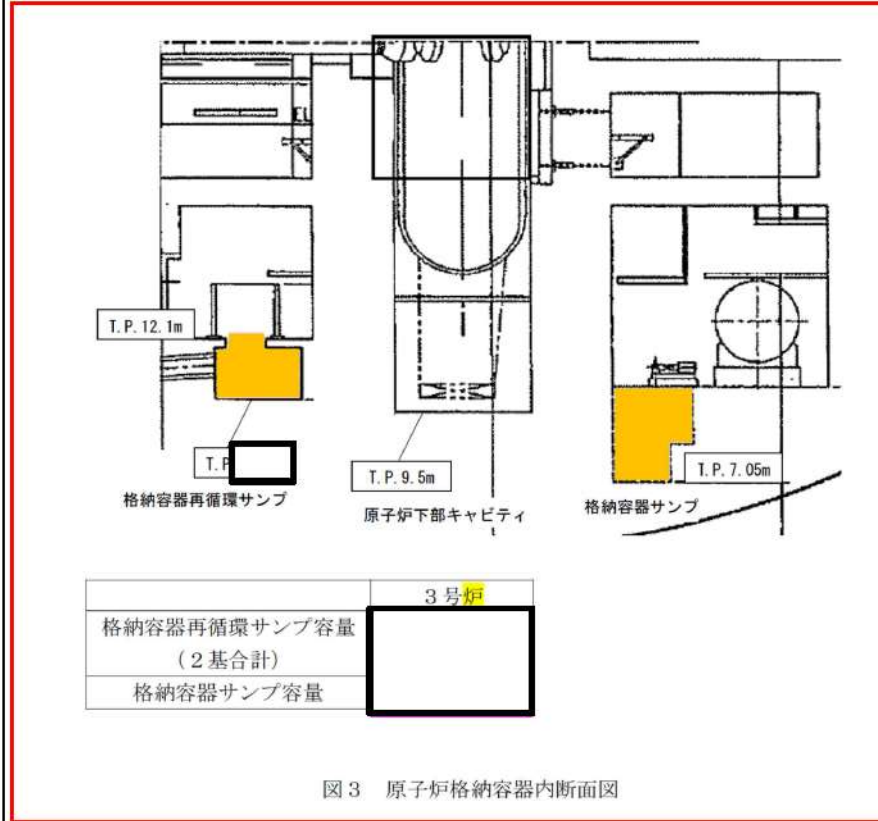 T.P.12.1m
T.P
T.P.9.5m
T.P.7.05m
格納容器再循環サンプ
原子炉下部キャビティ
格納容器サンプ
3号炉
格納容器再循環サンプ容量
(2基合計)
格納容器サンプ容量
図3 原子炉格納容器内断面図